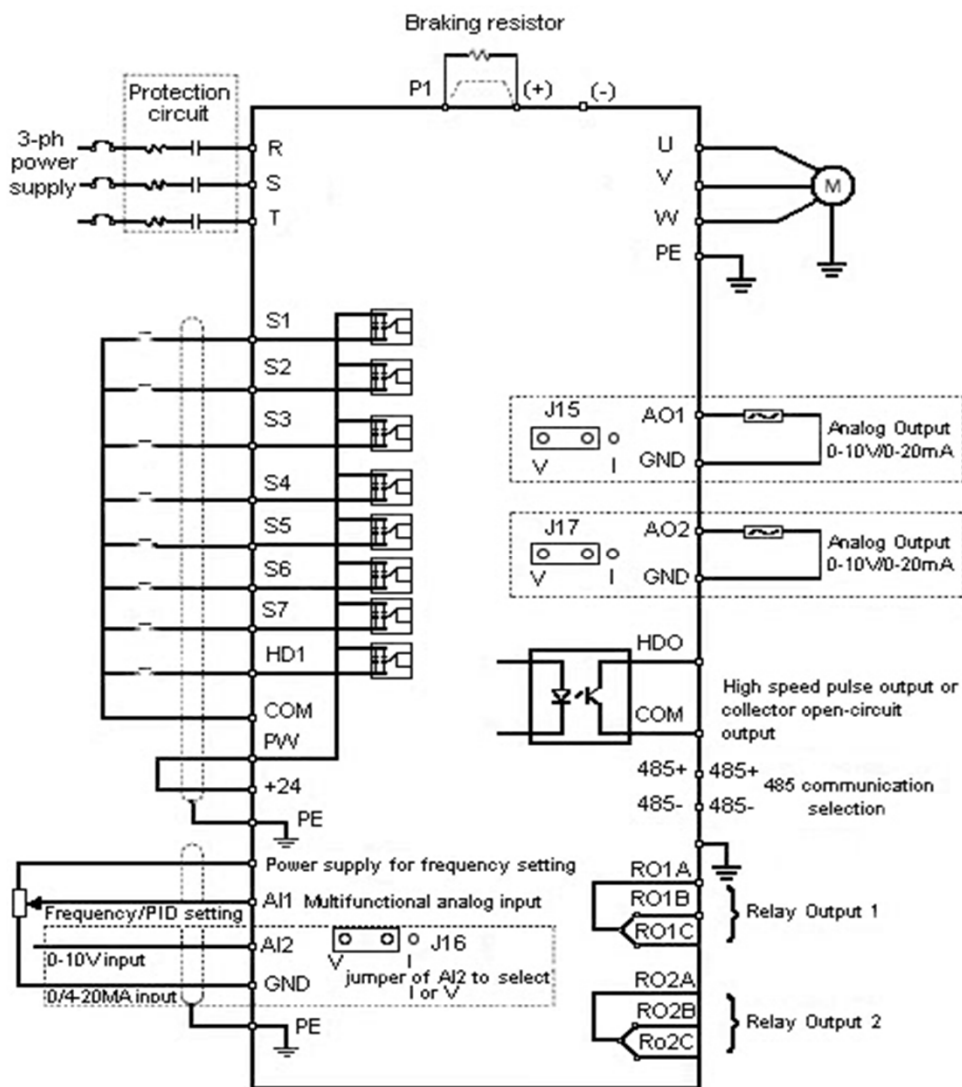 Braking resistor
P1
(+)
(-)
Protection
circuit
3-ph
power
supply
R
S
T
U
V
W
PE
M
S1
S2
S3
S4
S5
S6
S7
HD1
COM
PW
+24
PE
J15
V
I
AO1
GND
Analog Output
0-10V/0-20mA
J17
V
I
AO2
GND
Analog Output
0-10V/0-20mA
HDO
COM
High speed pulse output or
collector open-circuit
output
485+
485+
485-
485-
485 communication
selection
Power supply for frequency setting
AI1 Multifunctional analog input
Frequency/PID setting
AI2
0-10V input
J16
V
I
jumper of AI2 to select
I or V
GND
0/4-20MA input
PE
RO1A
RO1B
RO1C
Relay Output 1
RO2A
RO2B
Ro2C
Relay Output 2